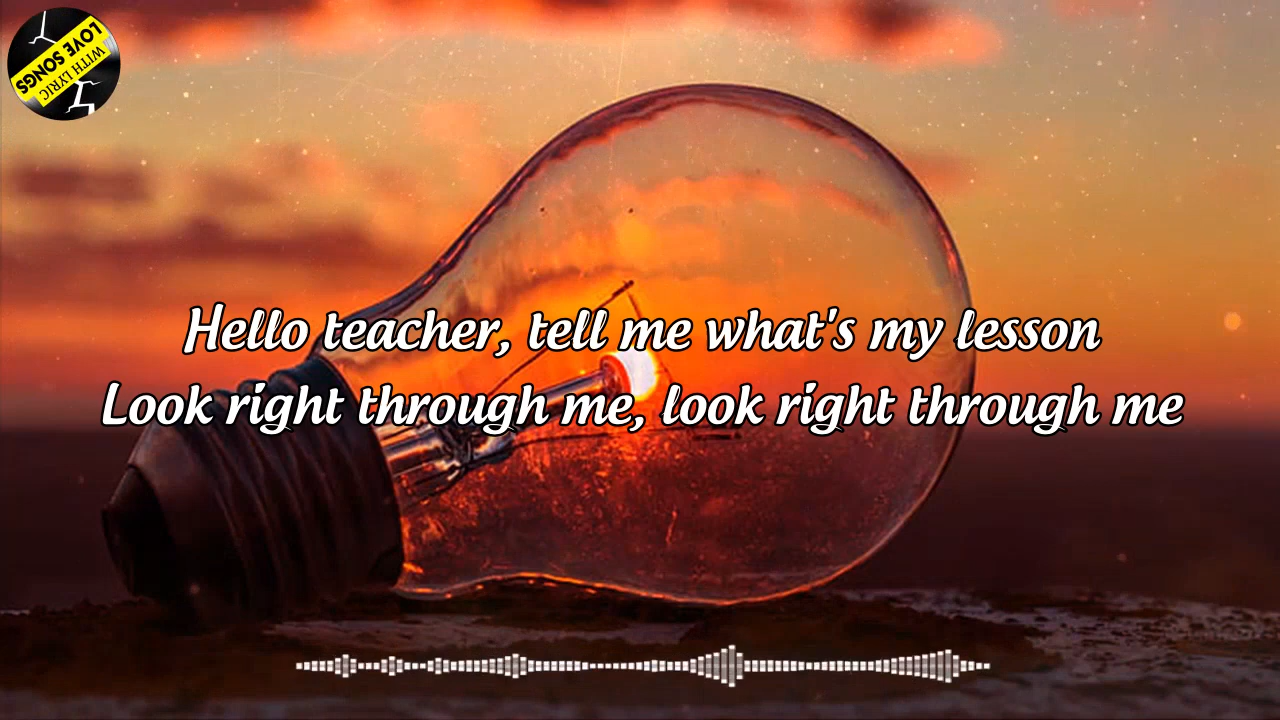 LOVE SONGS
WITH LYRIC
Hello teacher, tell me what's my lesson
Look right through me, look right through me